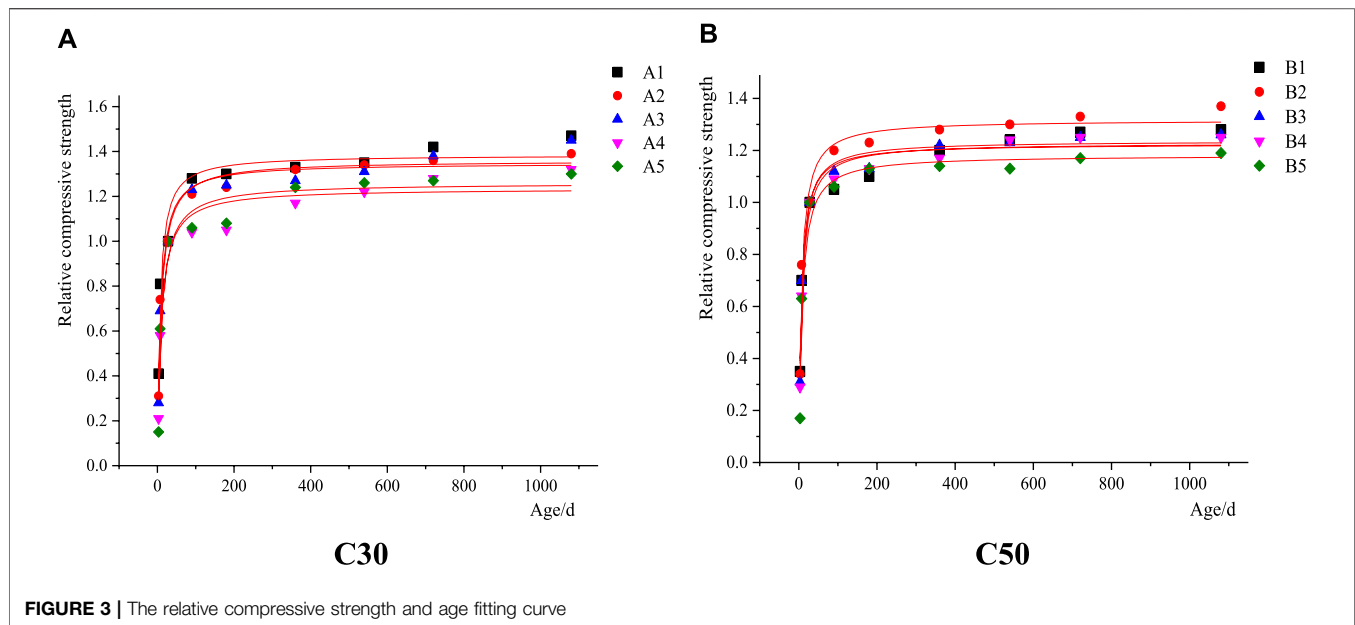 A
B
A1
A2
A3
A4
A5
Relative compressive strength
1.6
1.4
1.2
1.0
0.8
0.6
0.4
0.2
0.0
0 200 400 600 800 1000
Age/d
C30
B1
B2
B3
B4
B5
Relative compressive strength
1.4
1.2
1.0
0.8
0.6
0.4
0.2
0.0
0 200 400 600 800 1000
Age/d
C50
FIGURE 3 | The relative compressive strength and age fitting curve